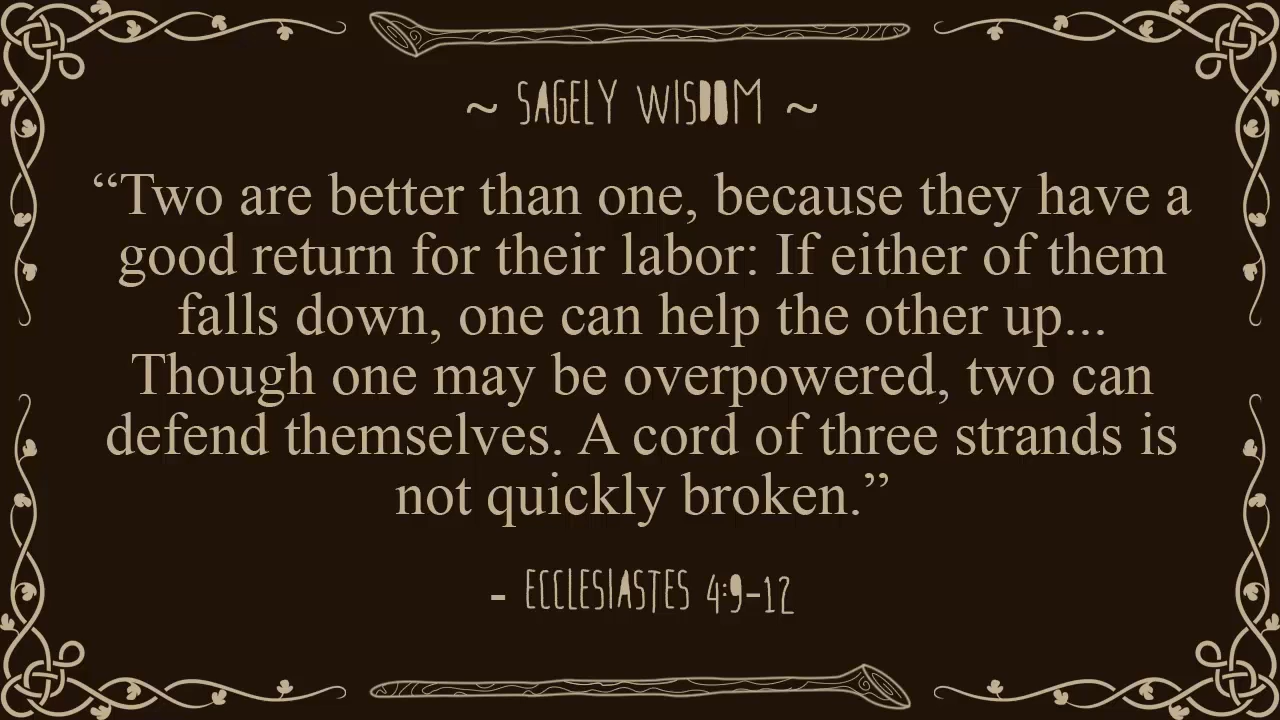 ~ SAGELY WISDOM ~
“Two are better than one, because they have a
good return for their labor: If either of them
falls down, one can help the other up...
Though one may be overpowered, two can
defend themselves. A cord of three strands is
not quickly broken.”
- ECCLESIASTES 4:9-12